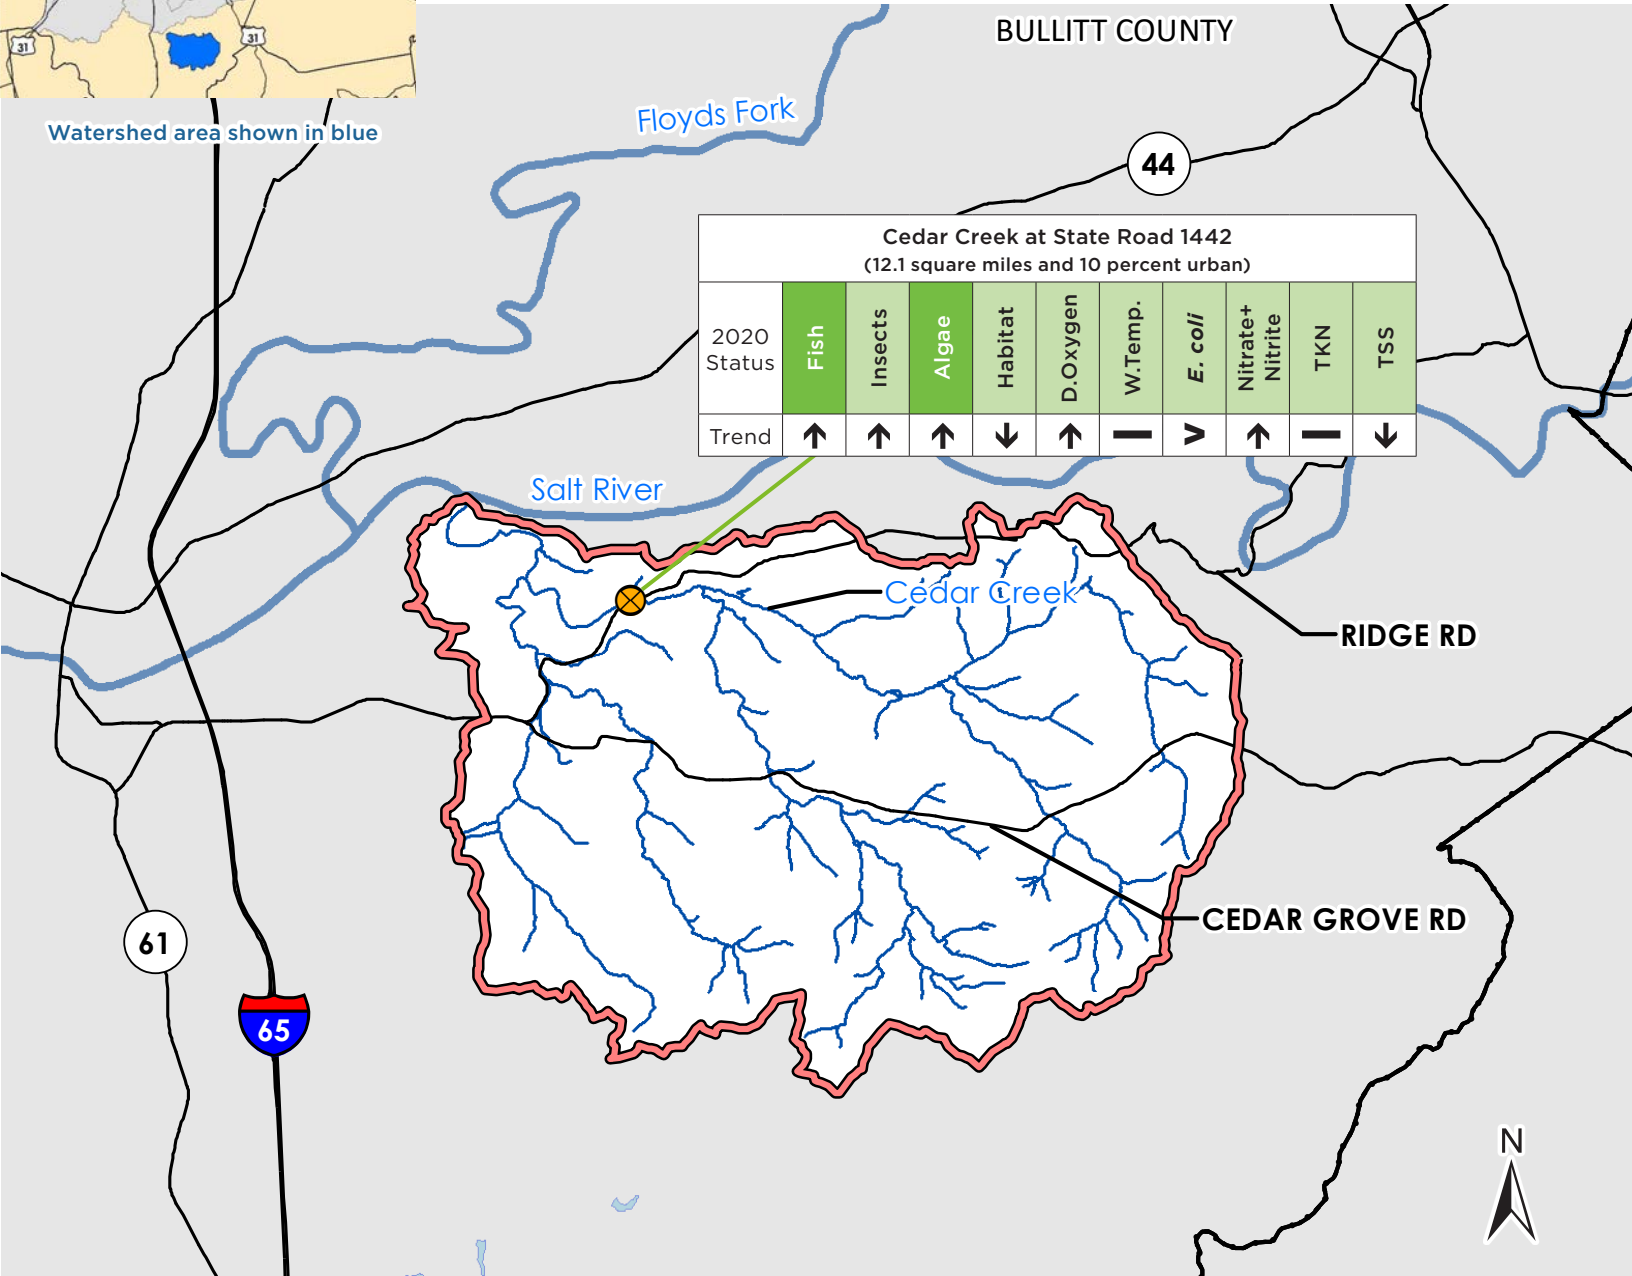 BULLITT COUNTY
31
31
Watershed area shown in blue
Floyds Fork
44
Cedar Creek at State Road 1442
(12.1 square miles and 10 percent urban)
2020
Status
Fish
Insects
Algae
Habitat
D.Oxygen
W.Temp.
E. coli
Nitrate+
Nitrite
TKN
TSS
Trend
Salt River
Cedar Creek
RIDGE RD
CEDAR GROVE RD
61
65
N